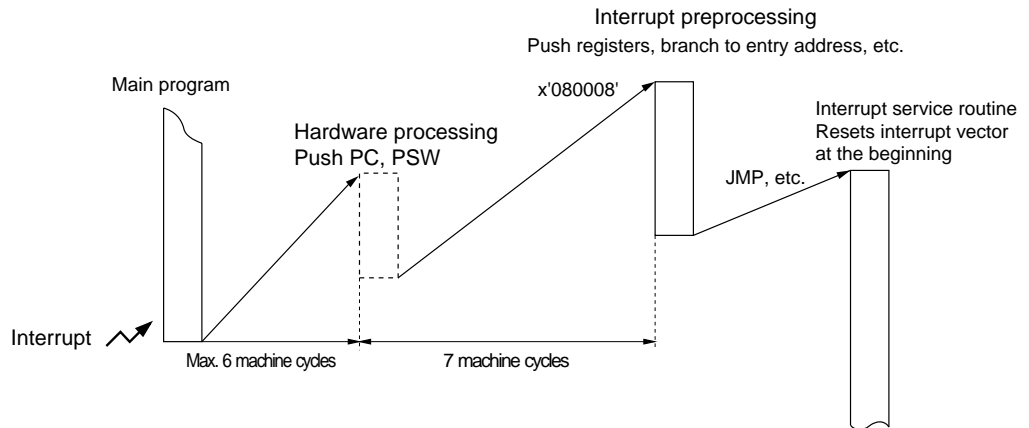 Interrupt preprocessing
Push registers, branch to entry address, etc.
Main program
x'080008'
Interrupt service routine
Resets interrupt vector
at the beginning
Hardware processing
Push PC, PSW
JMP, etc.
Interrupt
Max. 6 machine cycles
7 machine cycles